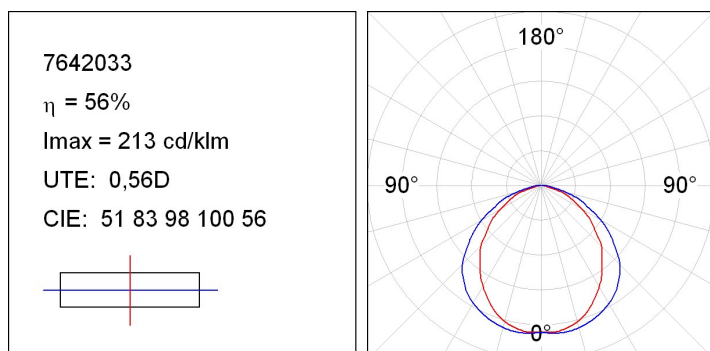 7642033
η = 56%
Imax = 213 cd/klm
UTE: 0,56D
CIE: 51 83 98 100 56
180°
90° 90°
0°